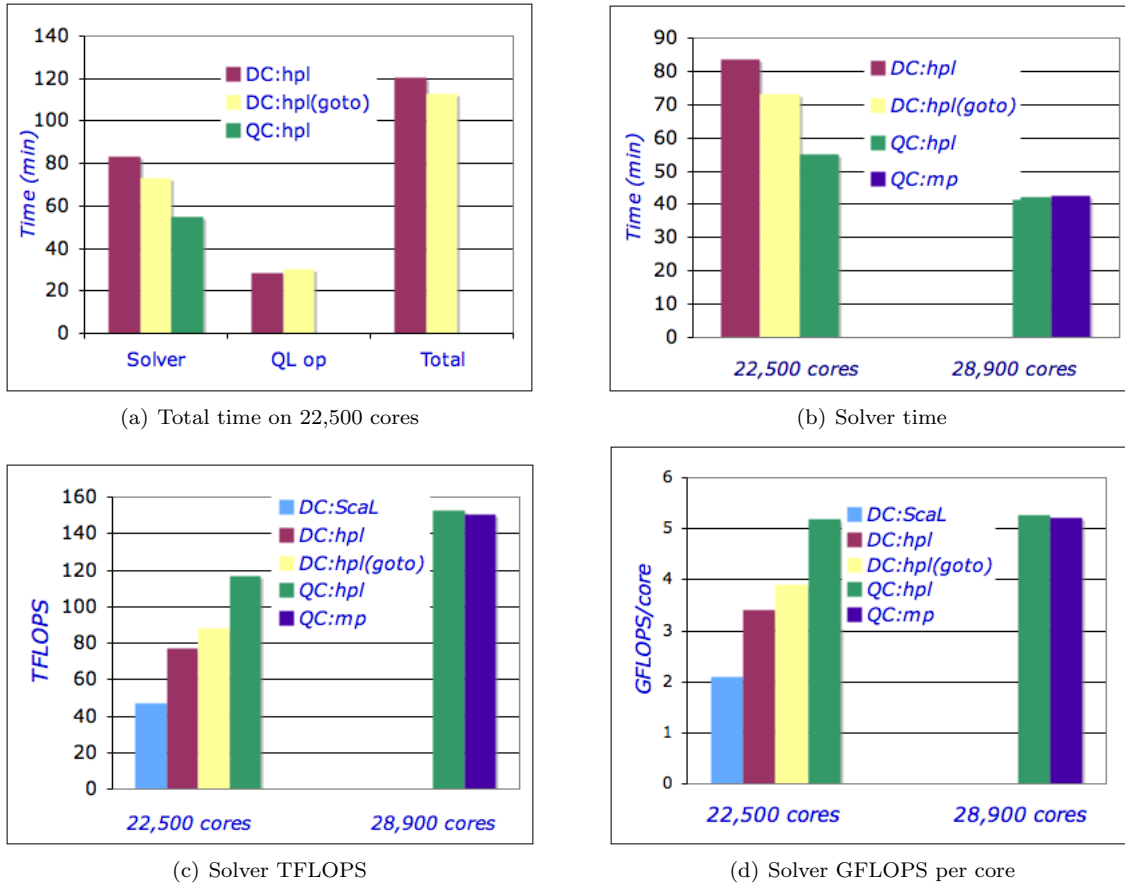 140
120
100
80
60
40
20
0
Time (min)
DC:hpl
DC:hpl(goto)
QC:hpl
Solver QL op Total
(a) Total time on 22,500 cores
90
80
70
60
50
40
30
20
10
0
Time (min)
DC:hpl
DC:hpl(goto)
QC:hpl
QC:mp
22,500 cores 28,900 cores
(b) Solver time
160
140
120
100
80
60
40
20
0
TFLOPS
DC:ScaL
DC:hpl
DC:hpl(goto)
QC:hpl
QC:mp
22,500 cores 28,900 cores
(c) Solver TFLOPS
6
5
4
3
2
1
0
GFLOPS/core
DC:ScaL
DC:hpl
DC:hpl(goto)
QC:hpl
QC:mp
22,500 cores 28,900 cores
(d) Solver GFLOPS per core